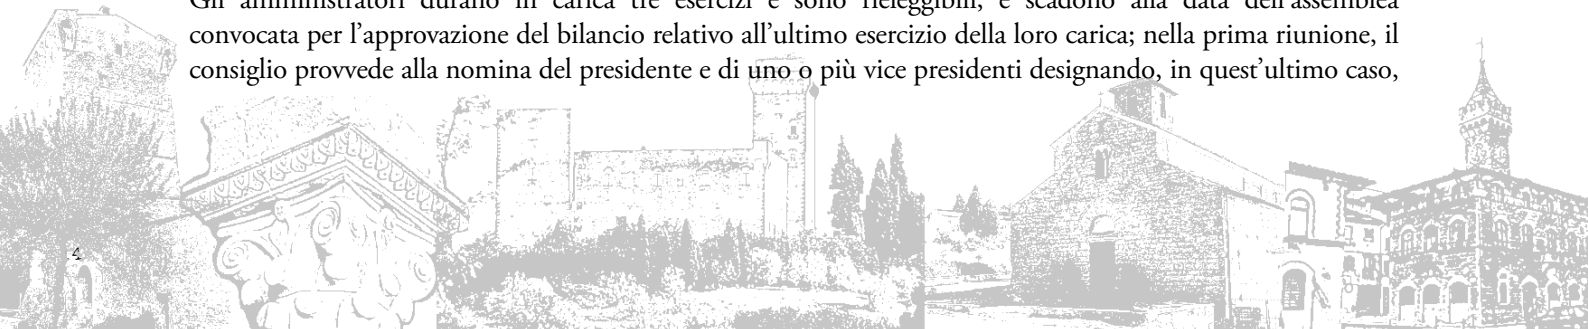 Gli amministratori durano in carica tre esercizi e sono rieleggibili, e scadono alla data dell'assemblea
convocata per l’approvazione del bilancio relativo all’ultimo esercizio della loro carica; nella prima riunione, il
consiglio provvede alla nomina del presidente e di uno o più vice presidenti designando, in quest’ultimo caso,
4